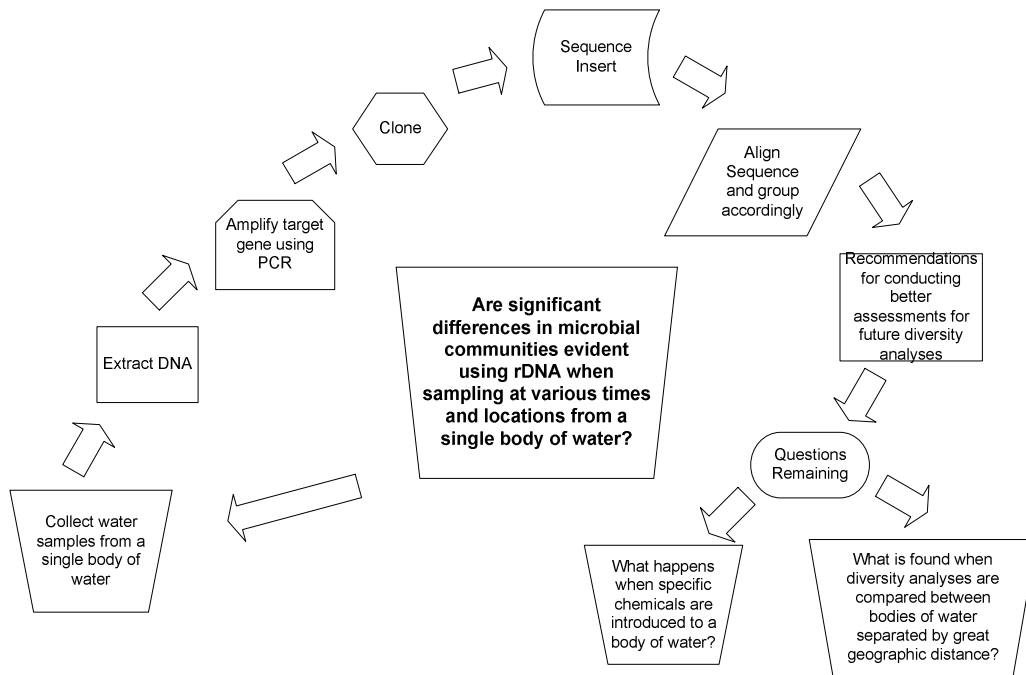 Are significant
differences in microbial
communities evident
using rDNA when
sampling at various times
and locations from a
single body of water?
Collect water
samples from a
single body of
water
Extract DNA
Amplify target
gene using
PCR
Clone
Sequence
Insert
Align
Sequence
and group
accordingly
Recommendations
for conducting
better
assessments for
future diversity
analyses
Questions
Remaining
What happens
when specific
chemicals are
introduced to a
body of water?
What is found when
diversity analyses are
compared between
bodies of water
separated by great
geographic distance?